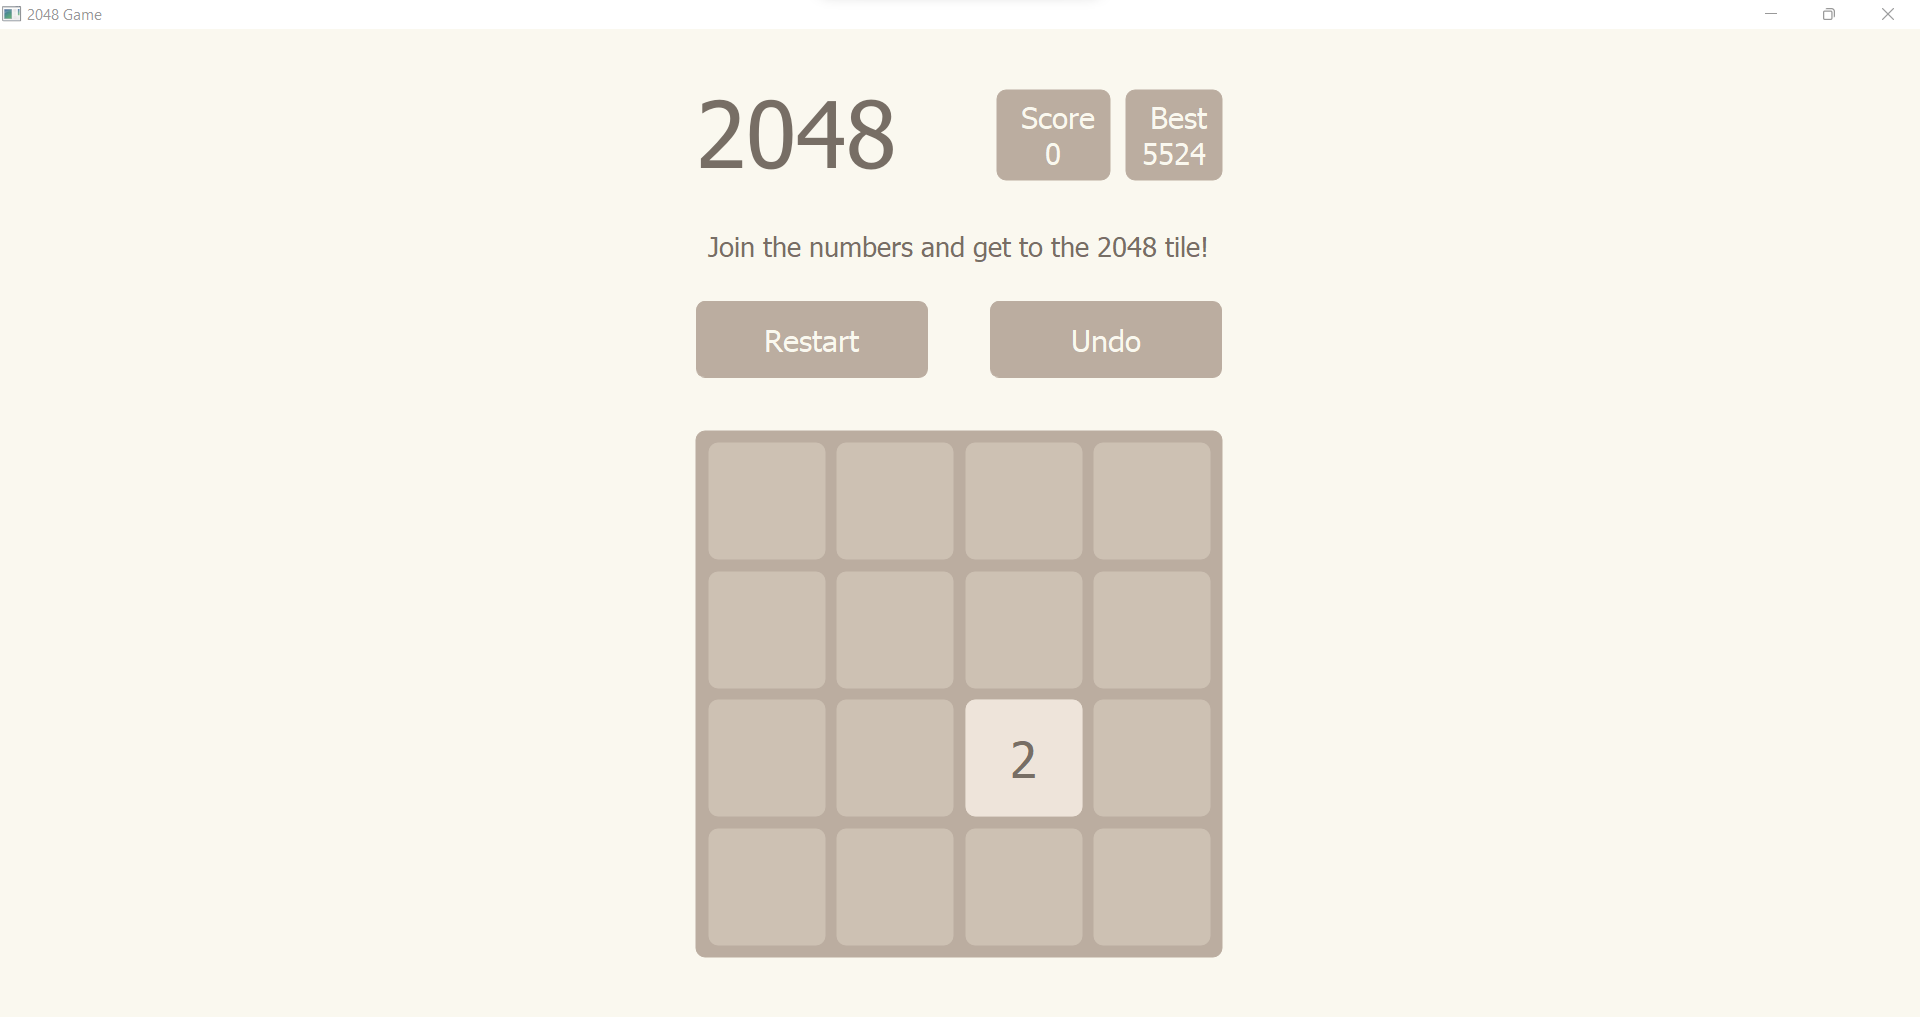 2048 Game
2048
Score
0
Best
5524
Join the numbers and get to the 2048 tile!
Restart
Undo
2